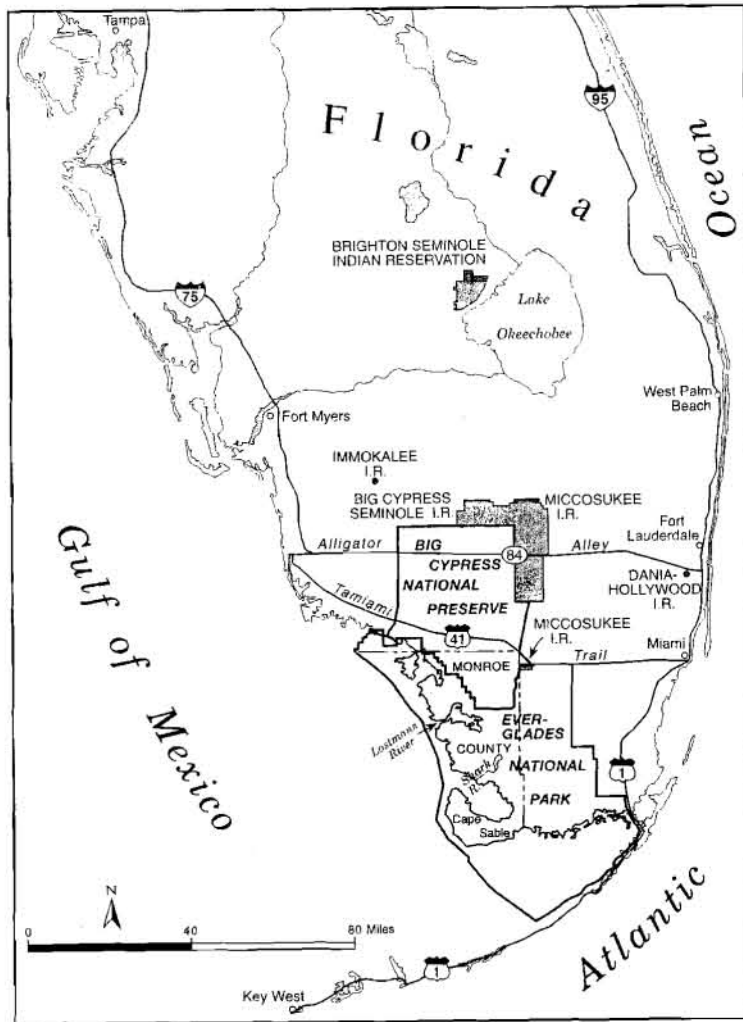 Tampa
95
Florida
Ocean
BRIGHTON SEMINOLE
INDIAN RESERVATION
Lake
Okeechobee
75
West Palm
Beach
Fort Myers
IMMOKALEE
I.R.
BIG CYPRESS
SEMINOLE I.R.
MICCOSUKEE
I.R.
Fort
Lauderdale
Alligator
BIG
84
Alley
CYPRESS
NATIONAL
PRESERVE
DANIA-
HOLLYWOOD
I.R.
Tamiami
41
MICCOSUKEE
I.R.
Trail
Miami
MONROE
Gulf of Mexico
Lostmans
River
EVER-
GLADES
COUNTY
NATIONAL
Shark R.
1
PARK
Cape
Sable
N
0 40 80 Miles
Atlantic
1
Key West